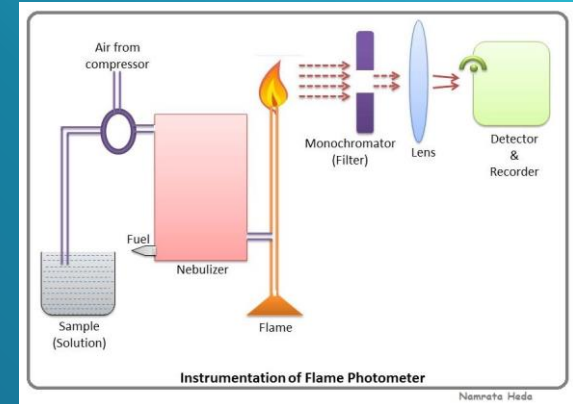 Air from
compressor
Monochromator
(Filter)
Lens
Detector
&
Recorder
Fuel
Nebulizer
Sample
(Solution)
Flame
Instrumentation of Flame Photometer
Namrata Heda